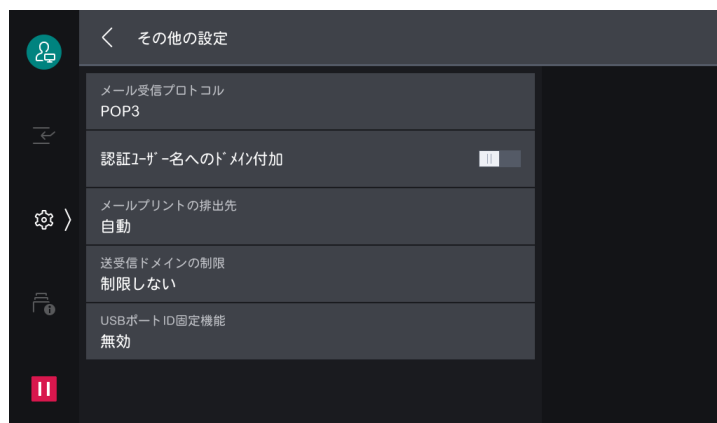 その他の設定
メール受信プロトコル
POP3
認証ﾕｰｻﾞｰ名へのﾄﾞﾒｲﾝ付加
メールプリントの排出先
自動
送受信ドメインの制限
制限しない
USBポートID固定機能
無効